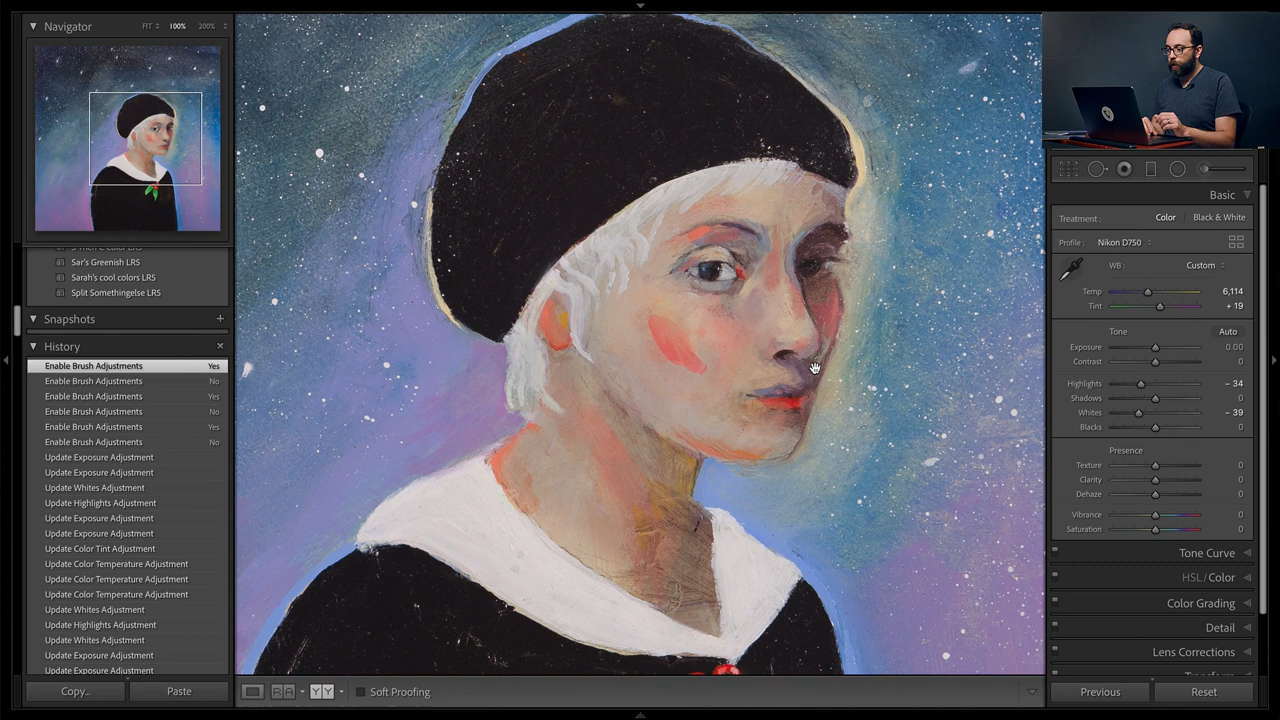 Navigator FIT 100% 200%
Sar's Greenish LR5
Sarah's cool colors LR5
Split Somethingelse LR5
Snapshots +
History ×
Enable Brush Adjustments Yes
Enable Brush Adjustments No
Enable Brush Adjustments Yes
Enable Brush Adjustments No
Enable Brush Adjustments Yes
Enable Brush Adjustments No
Update Exposure Adjustment
Update Exposure Adjustment
Update Whites Adjustment
Update Highlights Adjustment
Update Exposure Adjustment
Update Exposure Adjustment
Update Color Tint Adjustment
Update Color Temperature Adjustment
Update Color Temperature Adjustment
Update Color Temperature Adjustment
Update Whites Adjustment
Update Highlights Adjustment
Update Whites Adjustment
Update Exposure Adjustment
Update Exposure Adjustment
Copy... Paste
R A Y Y Soft Proofing
Basic
Treatment : Color Black & White
Profile : Nikon D750
WB : Custom
Temp 6,114
Tint + 19
Tone Auto
Exposure 0.00
Contrast 0
Highlights − 34
Shadows 0
Whites − 39
Blacks 0
Presence
Texture 0
Clarity 0
Dehaze 0
Vibrance 0
Saturation 0
Tone Curve
HSL / Color
Color Grading
Detail
Lens Corrections
Previous Reset